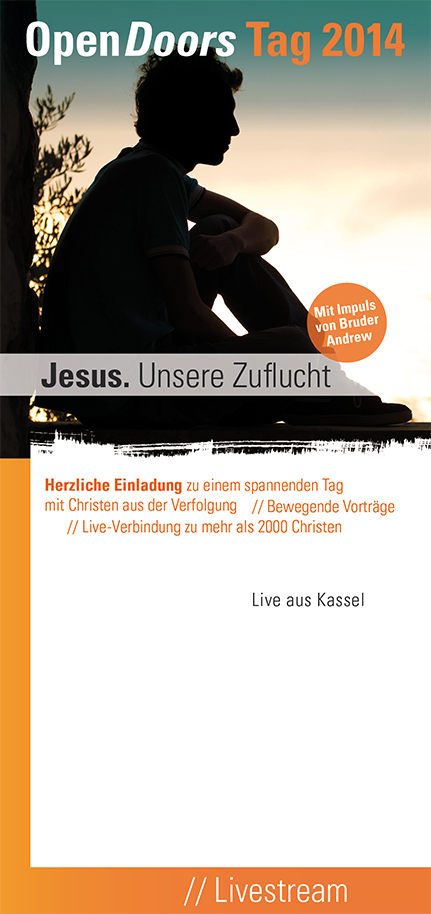 OpenDoors Tag 2014
Mit Impuls
von Bruder
Andrew
Jesus. Unsere Zuflucht
Herzliche Einladung zu einem spannenden Tag
mit Christen aus der Verfolgung // Bewegende Vorträge
// Live-Verbindung zu mehr als 2000 Christen
Live aus Kassel
// Livestream